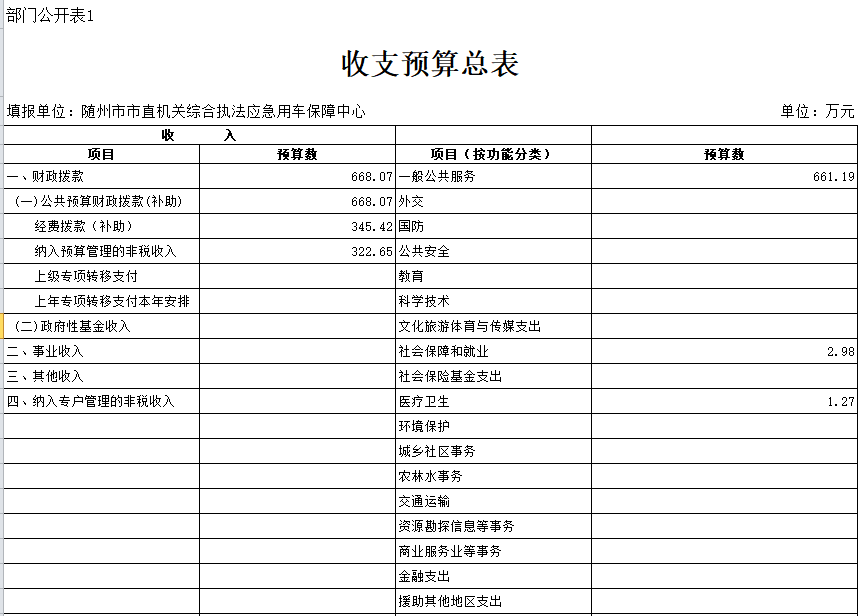 部门公开表1
收支预算总表
填报单位：随州市市直机关综合执法应急用车保障中心 单位：万元
收 入
项目 预算数 项目（按功能分类） 预算数
一、财政拨款 668.07 一般公共服务 661.19
（一)公共预算财政拨款(补助) 668.07 外交
经费拨款（补助） 345.42 国防
纳入预算管理的非税收入 322.65 公共安全
上级专项转移支付 教育
上年专项转移支付本年安排 科学技术
（二)政府性基金收入 文化旅游体育与传媒支出
二、事业收入 社会保障和就业 2.98
三、其他收入 社会保险基金支出
四、纳入专户管理的非税收入 医疗卫生 1.27
环境保护
城乡社区事务
农林水事务
交通运输
资源勘探信息等事务
商业服务业等事务
金融支出
援助其他地区支出